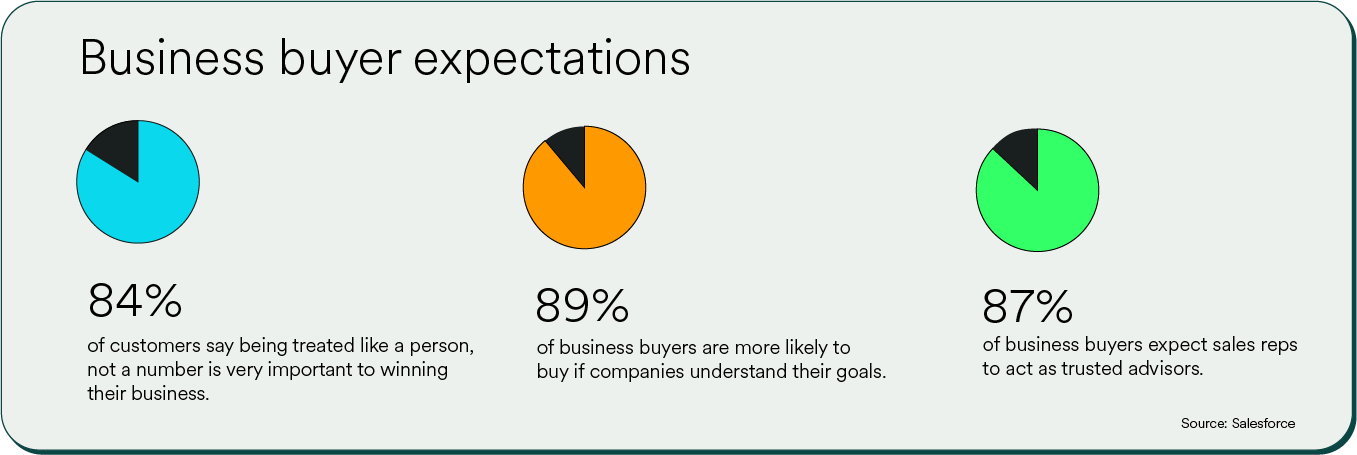 Business buyer expectations
84%
of customers say being treated like a person,
not a number is very important to winning
their business.
89%
of business buyers are more likely to
buy if companies understand their goals.
87%
of business buyers expect sales reps
to act as trusted advisors.
Source: Salesforce